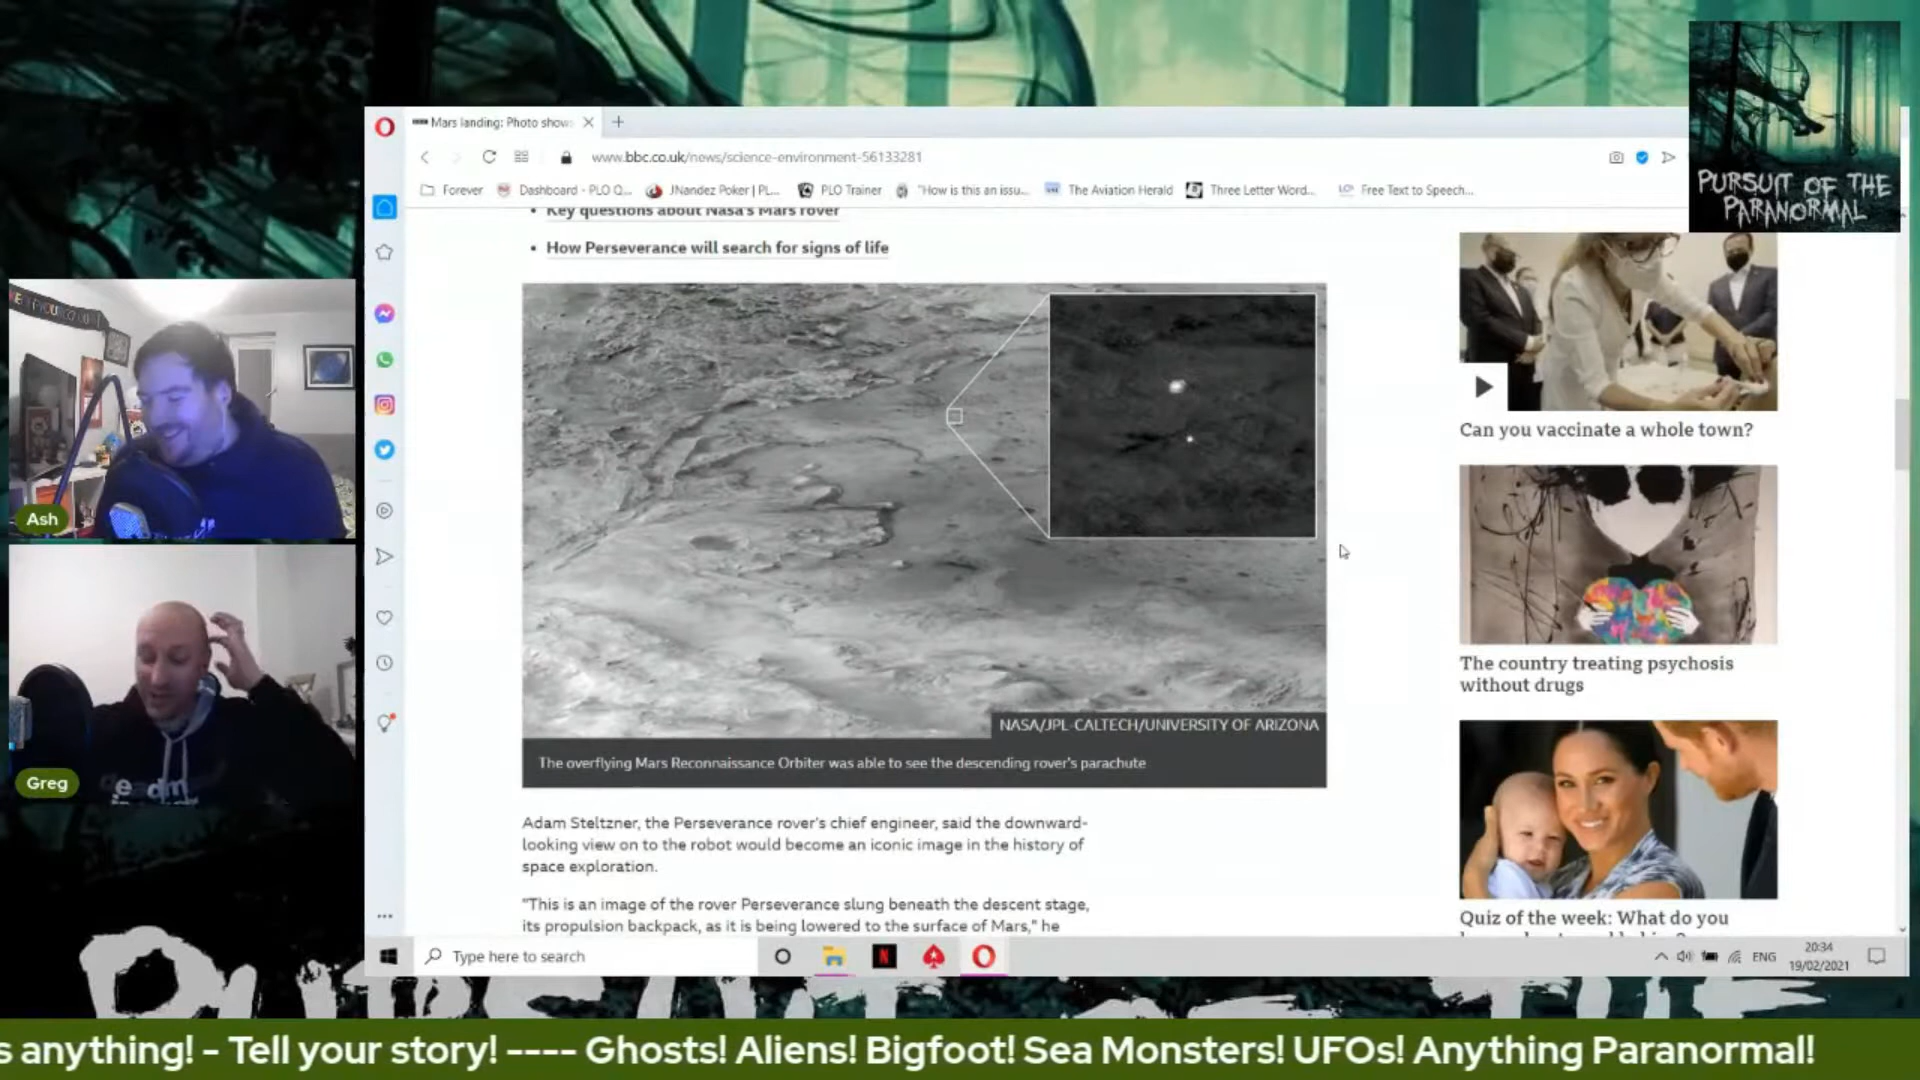 Mars landing: Photo shows
www.bbc.co.uk/news/science-environment-56133281
Forever
Dashboard - PLO Q...
JNandez Poker | PL...
PLO Trainer
"How is this an issu...
The Aviation Herald
Three Letter Word...
Free Text to Speech...
PURSUIT OF THE
PARANORMAL
Key questions about Nasa's Mars rover
How Perseverance will search for signs of life
NASA/JPL-CALTECH/UNIVERSITY OF ARIZONA
The overflying Mars Reconnaissance Orbiter was able to see the descending rover's parachute
Adam Steltzner, the Perseverance rover's chief engineer, said the downward-
looking view on to the robot would become an iconic image in the history of
space exploration.
"This is an image of the rover Perseverance slung beneath the descent stage,
its propulsion backpack, as it is being lowered to the surface of Mars," he
Can you vaccinate a whole town?
The country treating psychosis
without drugs
Quiz of the week: What do you
Ash
Greg
Type here to search
N
ENG
20:34
19/02/2021
s anything! - Tell your story! ---- Ghosts! Aliens! Bigfoot! Sea Monsters! UFOs! Anything Paranormal!